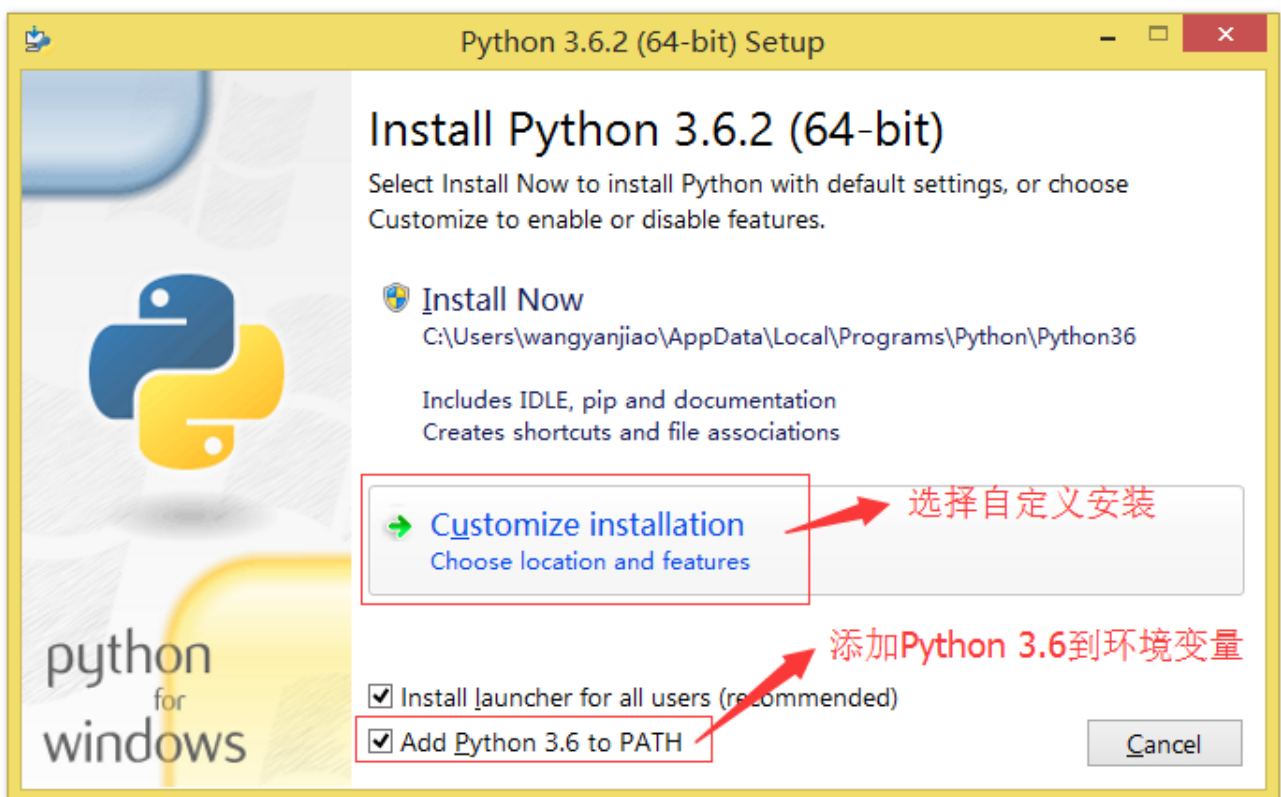 Python 3.6.2 (64-bit) Setup
Install Python 3.6.2 (64-bit)
Select Install Now to install Python with default settings, or choose
Customize to enable or disable features.
Install Now
C:\Users\wangyanjiao\AppData\Local\Programs\Python\Python36
Includes IDLE, pip and documentation
Creates shortcuts and file associations
Customize installation
Choose location and features
选择自定义安装
添加Python 3.6到环境变量
Install launcher for all users (recommended)
Add Python 3.6 to PATH
Cancel
python
for
windows